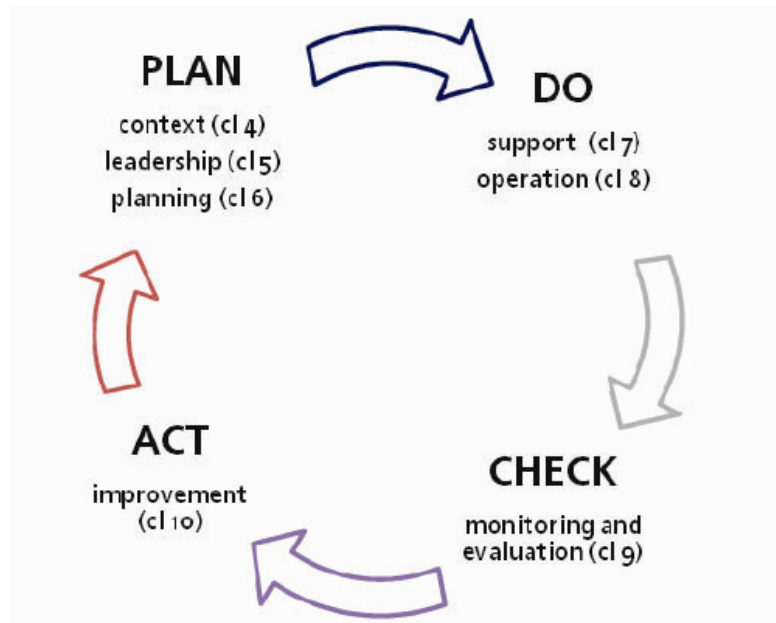 PLAN
context (cl 4)
leadership (cl 5)
planning (cl 6)
DO
support (cl 7)
operation (cl 8)
CHECK
monitoring and
evaluation (cl 9)
ACT
improvement
(cl 10)